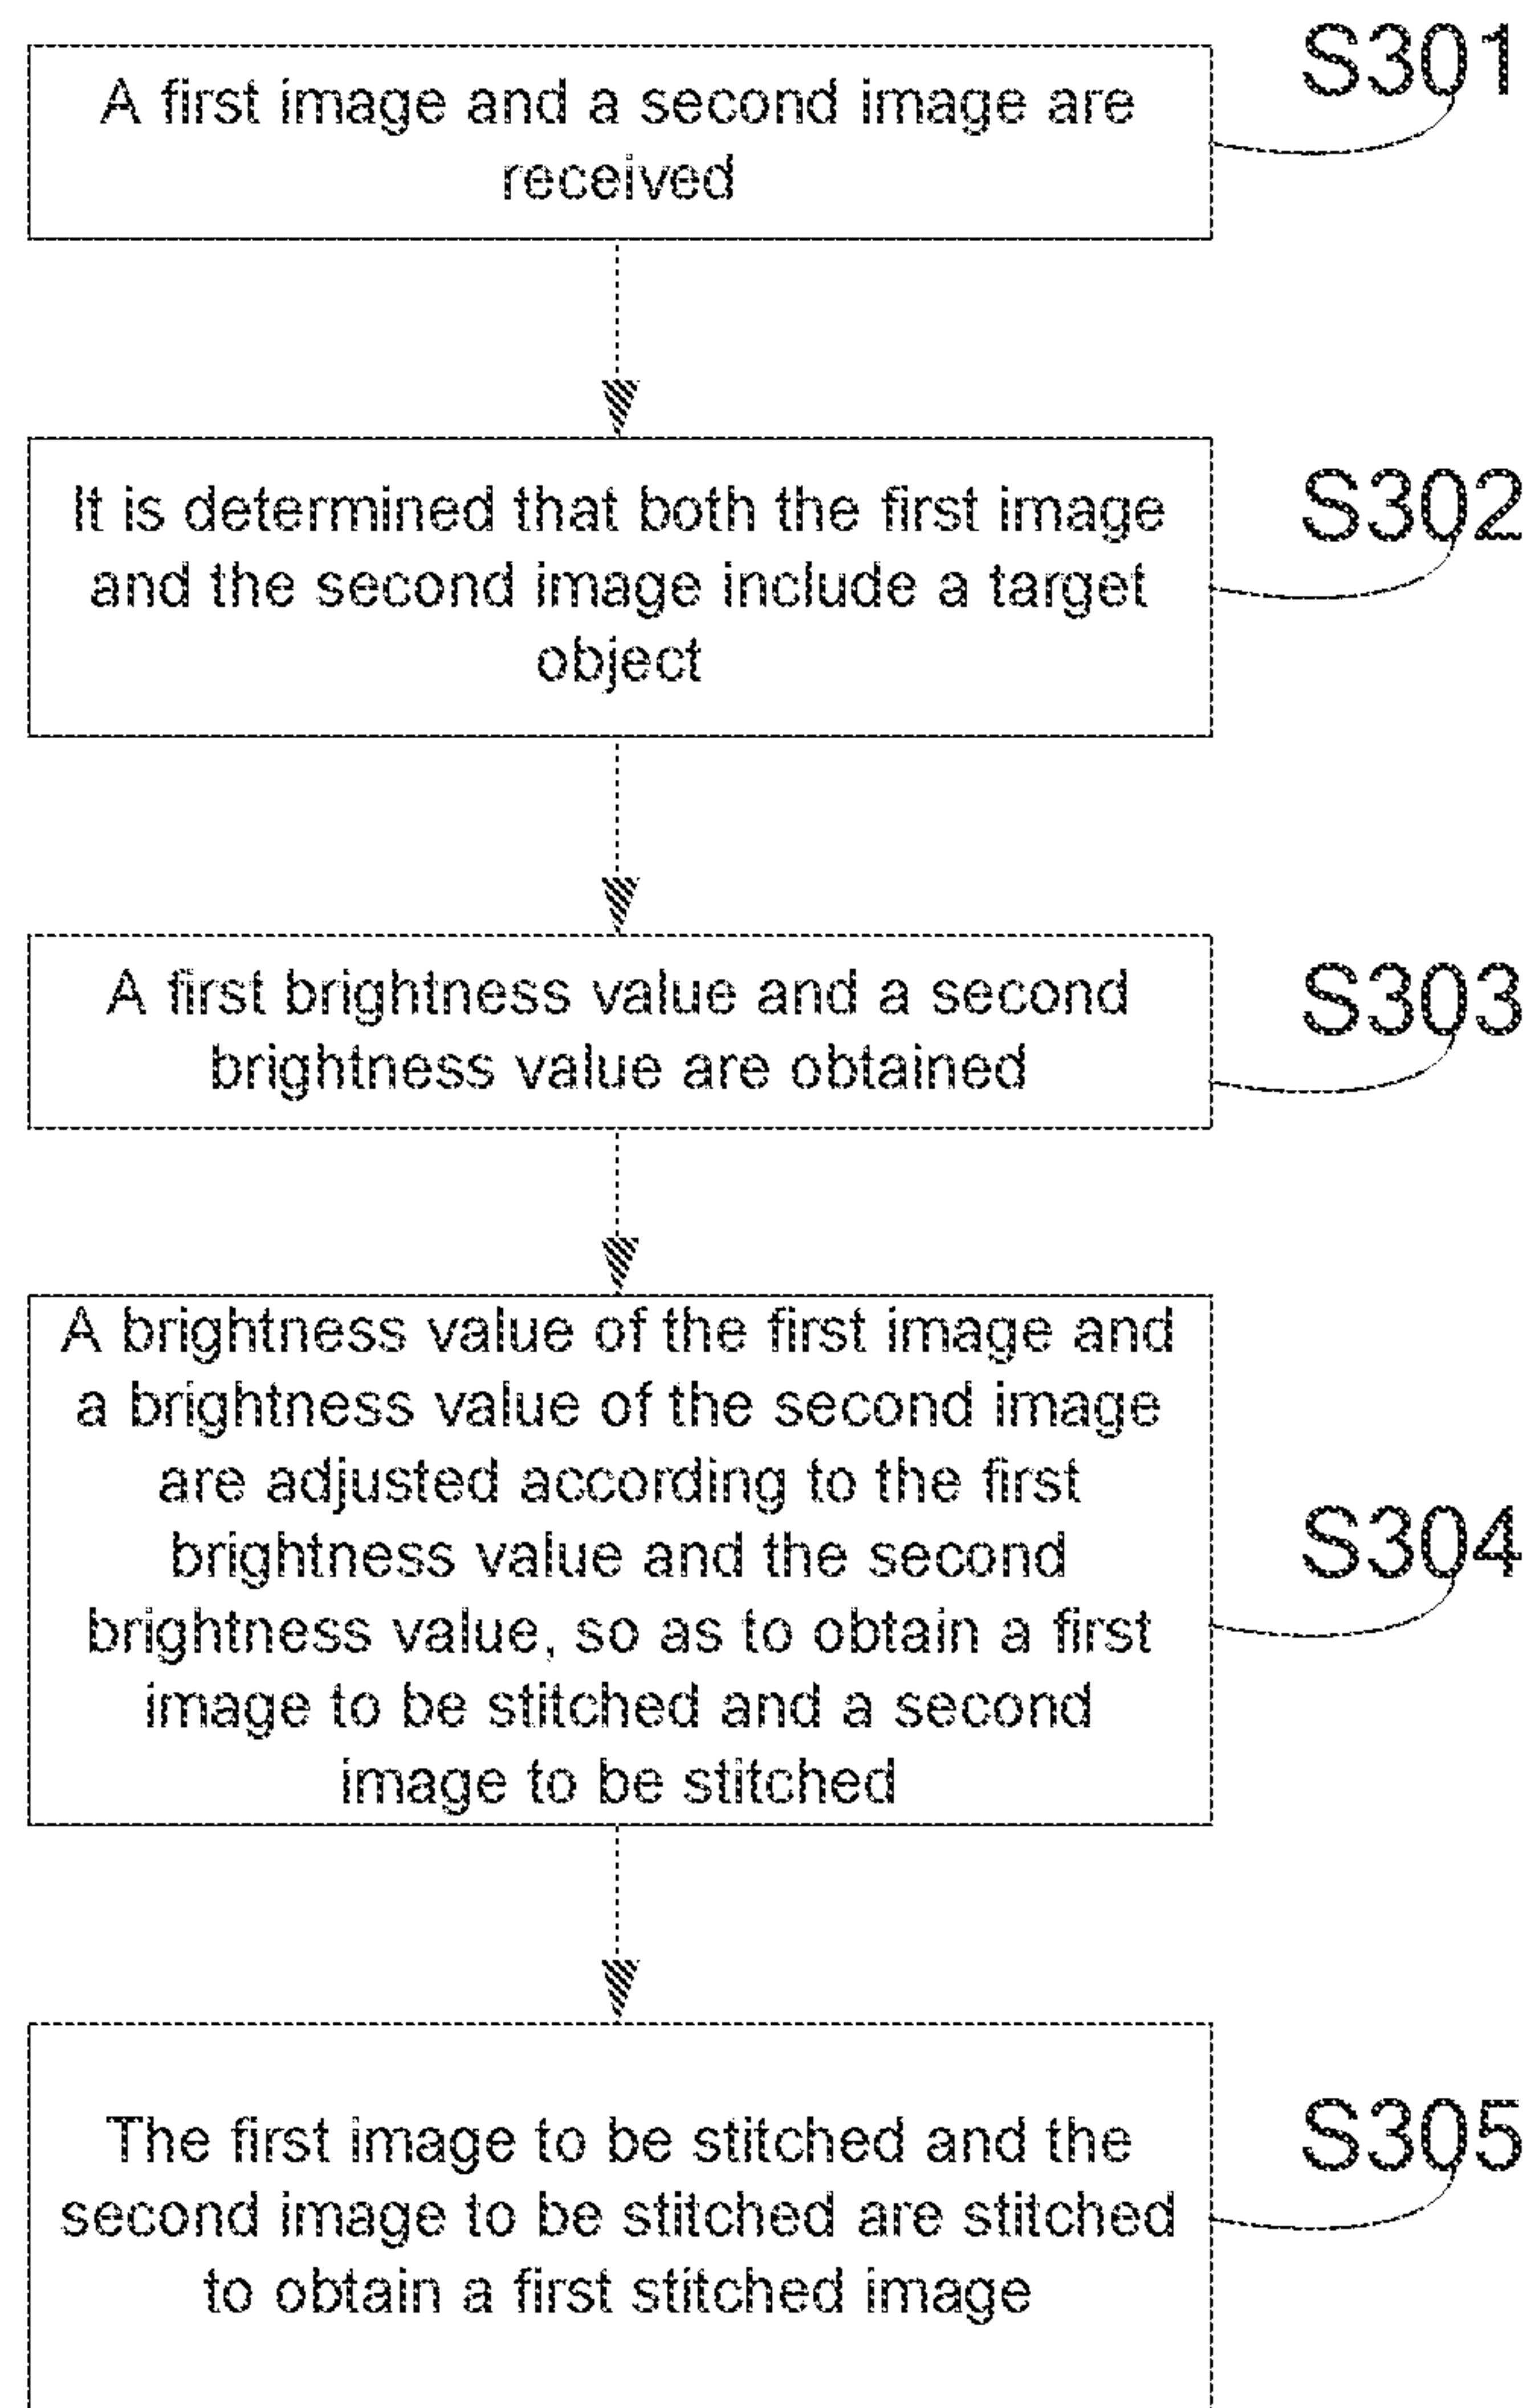 S301
A first image and a second image are
received
S302
It is determined that both the first image
and the second image include a target
object
S303
A first brightness value and a second
brightness value are obtained
A brightness value of the first image and
a brightness value of the second image
are adjusted according to the first
brightness value and the second
brightness value, so as to obtain a first
image to be stitched and a second
image to be stitched
S304
The first image to be stitched and the
second image to be stitched are stitched
to obtain a first stitched image
S305